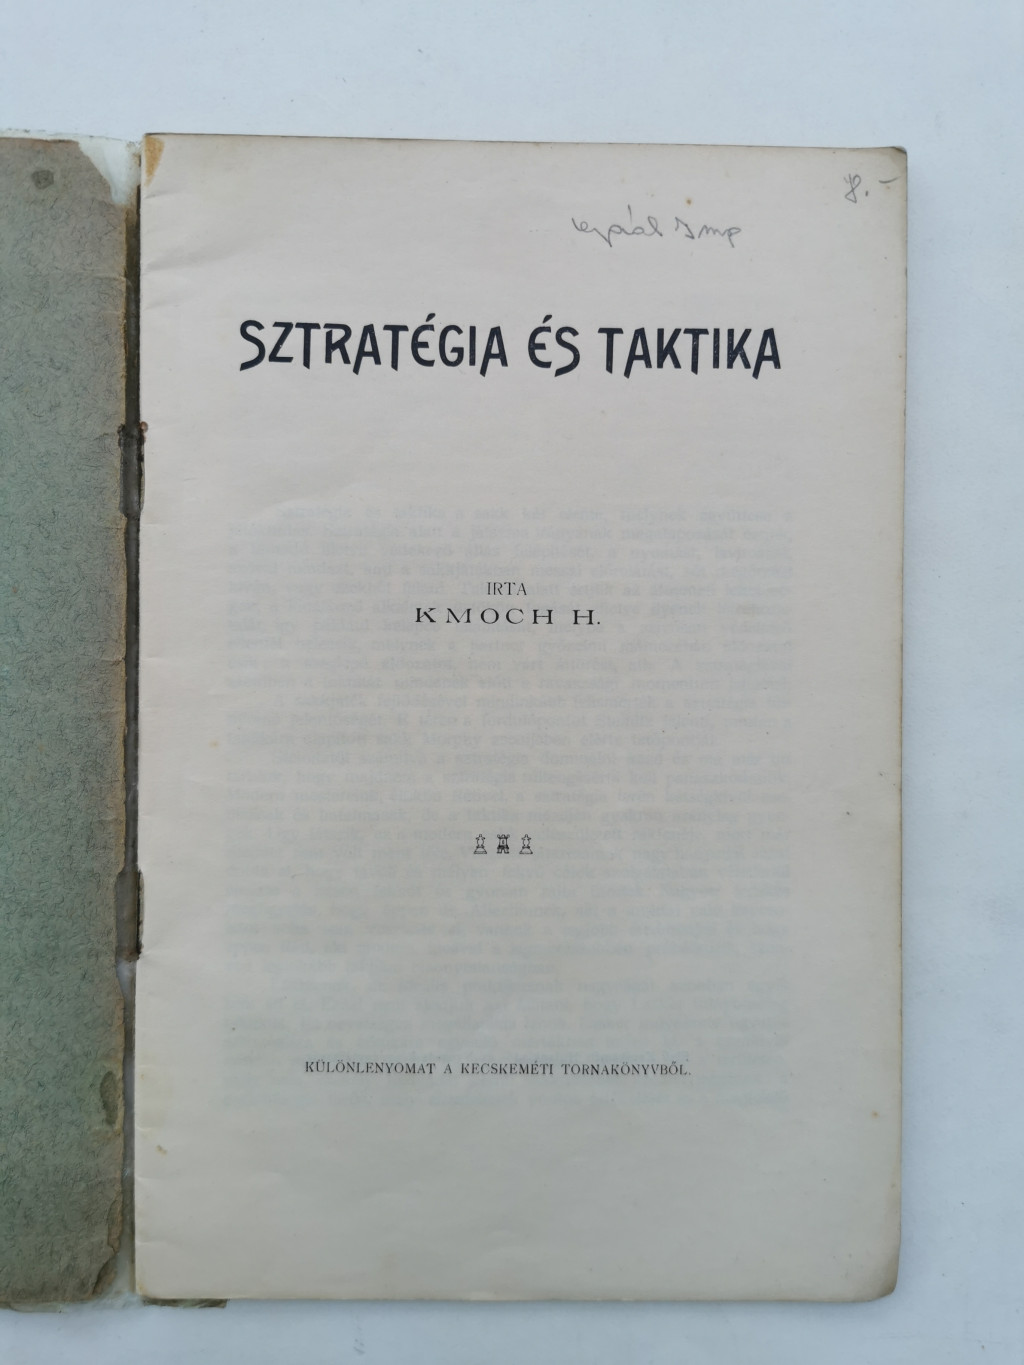 8.-
SZTRATÉGIA ÉS TAKTIKA
IRTA
KMOCH H.
KÜLÖNLENYOMAT A KECSKEMÉTI TORNAKÖNYVBŐL.